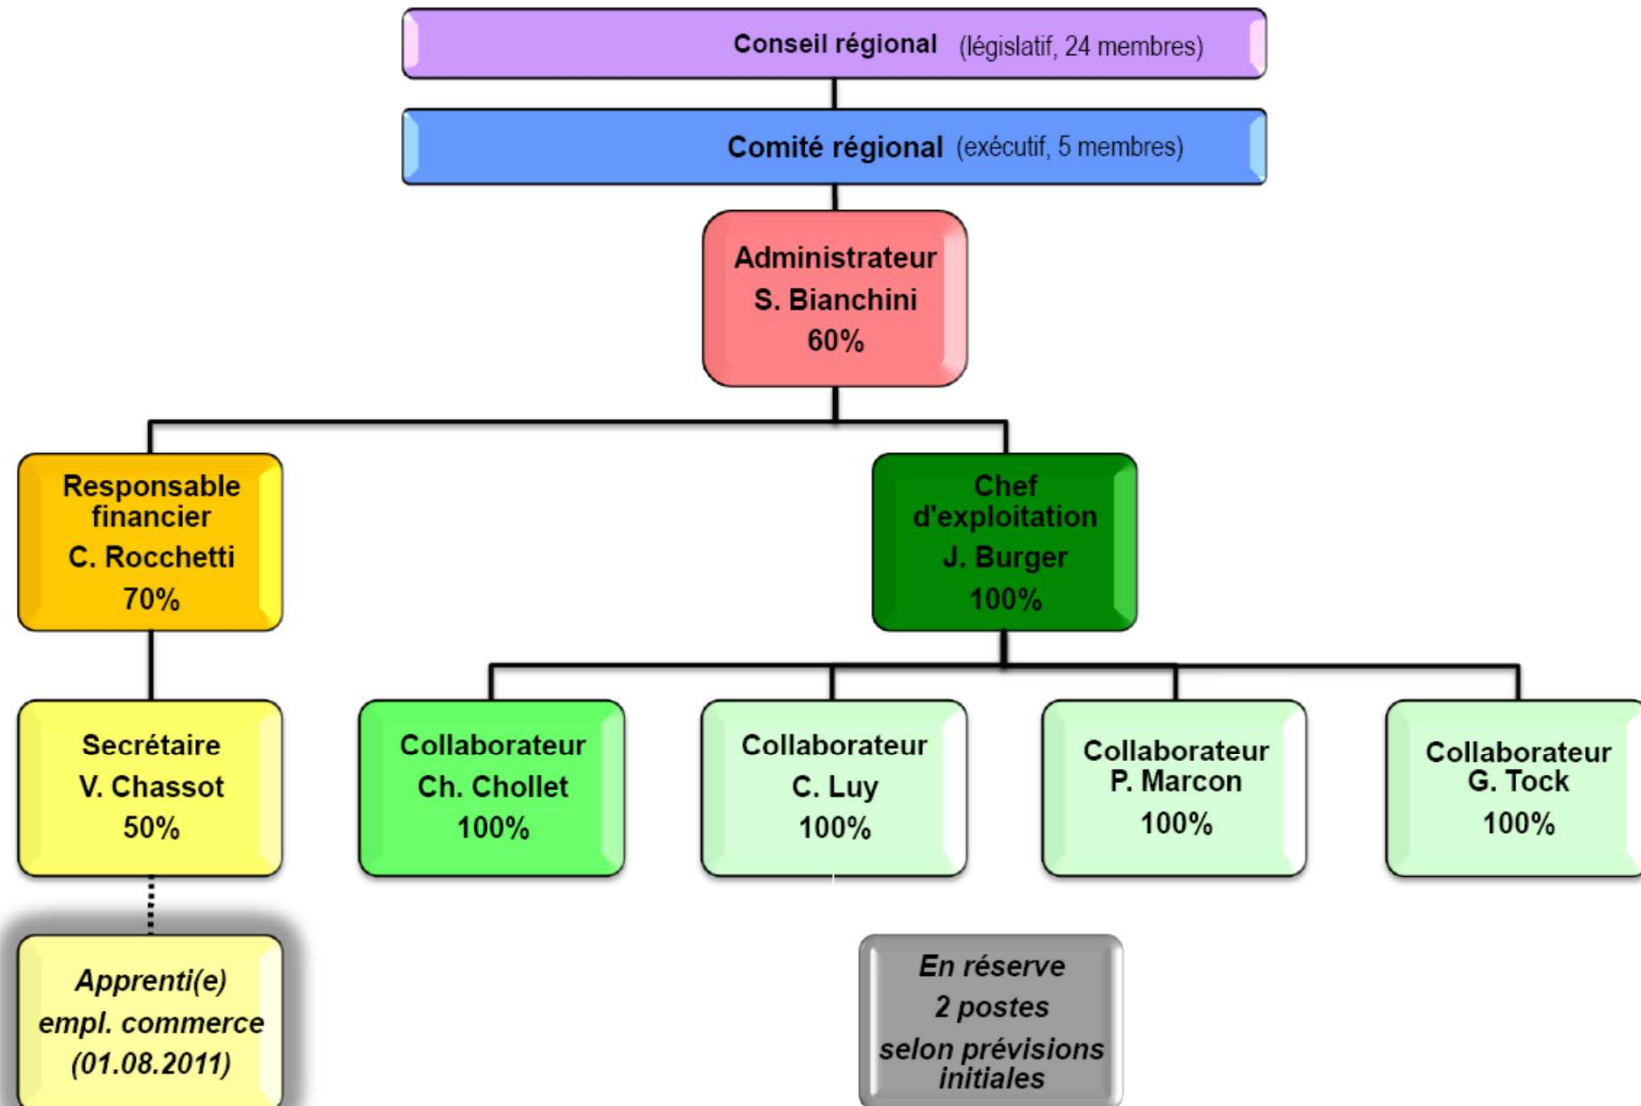 Conseil régional (législatif, 24 membres)
Comité régional (exécutif, 5 membres)
Administrateur
S. Bianchini
60%
Responsable
financier
C. Rocchetti
70%
Chef
d'exploitation
J. Burger
100%
Secrétaire
V. Chassot
50%
Collaborateur
Ch. Chollet
100%
Collaborateur
C. Luy
100%
Collaborateur
P. Marcon
100%
Collaborateur
G. Tock
100%
Apprenti(e)
empl. commerce
(01.08.2011)
En réserve
2 postes
selon prévisions
initiales